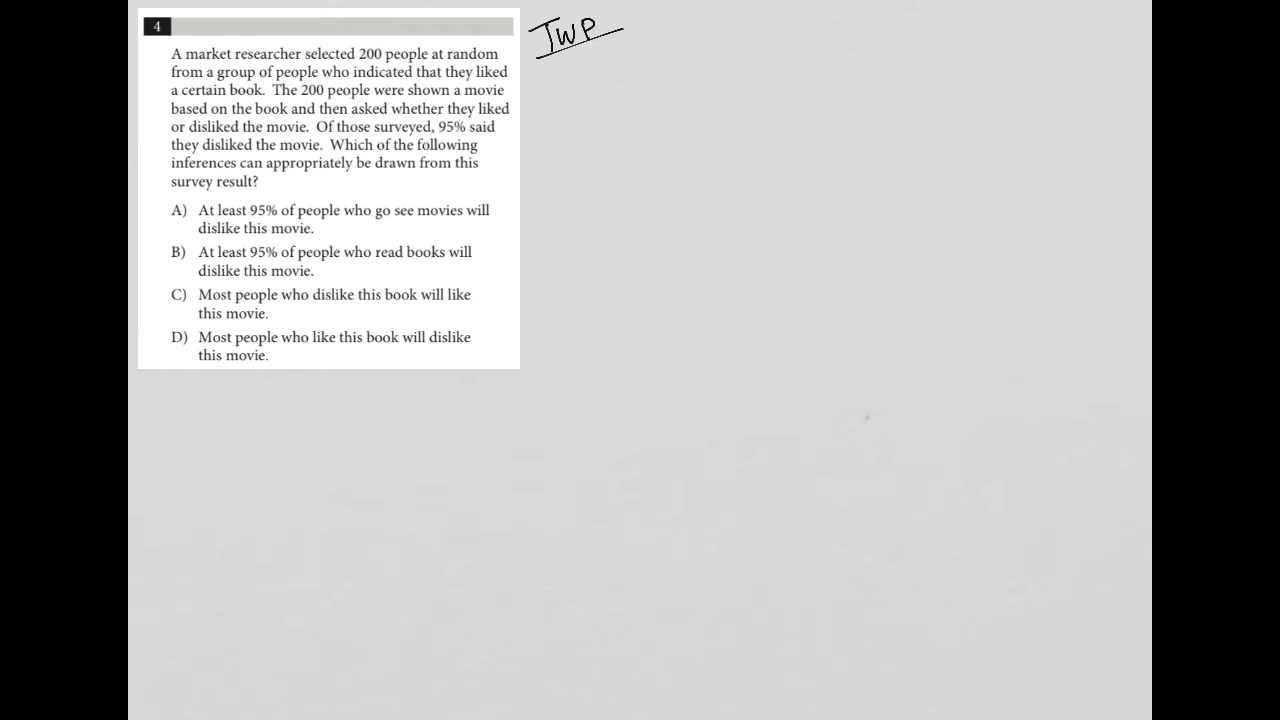 4
JWP
A market researcher selected 200 people at random
from a group of people who indicated that they liked
a certain book. The 200 people were shown a movie
based on the book and then asked whether they liked
or disliked the movie. Of those surveyed, 95% said
they disliked the movie. Which of the following
inferences can appropriately be drawn from this
survey result?
A) At least 95% of people who go see movies will
dislike this movie.
B) At least 95% of people who read books will
dislike this movie.
C) Most people who dislike this book will like
this movie.
D) Most people who like this book will dislike
this movie.